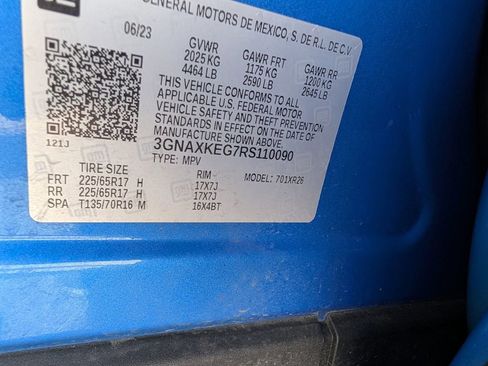 GENERAL MOTORS DE MEXICO, S. DE R.L. DE C.V
06/23 GVWR GAWR FRT GAWR RR
2025 KG 1175 KG 1200 KG
4464 LB 2590 LB 2645 LB
THIS VEHICLE CONFORMS TO ALL
APPLICABLE U.S. FEDERAL MOTOR
VEHICLE SAFETY AND THEFT PREVENTION
STANDARDS IN EFFECT ON THE DATE OF
MANUFACTURE SHOWN ABOVE.
121J 3GNAXKEG7RS110090
TYPE: MPV
TIRE SIZE RIM MODEL: 701XR26
FRT 225/65R17 H 17X7J
RR 225/65R17 H 17X7J
SPA T135/70R16 M 16X4BT